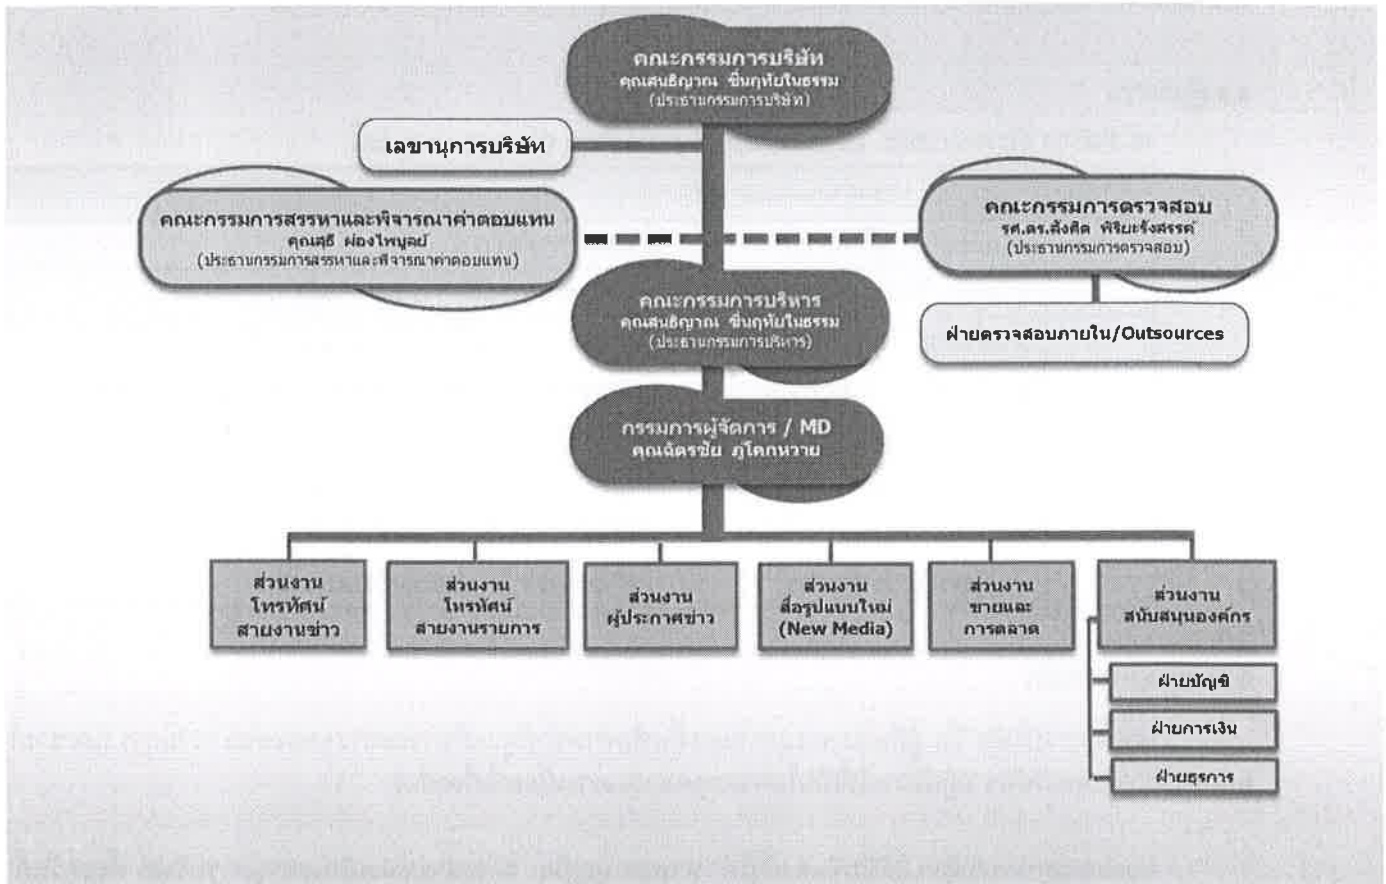 คณะกรรมการบริษัท
คุณสนธิญาณ ชื่นฤทัยในธรรม
(ประธานกรรมการบริษัท)
เลขานุการบริษัท
คณะกรรมการสรรหาและพิจารณาค่าตอบแทน
คุณสุธี ผ่องไพบูลย์
(ประธานกรรมการสรรหาและพิจารณาค่าตอบแทน)
คณะกรรมการตรวจสอบ
รศ.ดร.สังศิต พิริยะรังสรรค์
(ประธานกรรมการตรวจสอบ)
คณะกรรมการบริหาร
คุณสนธิญาณ ชื่นฤทัยในธรรม
(ประธานกรรมการบริหาร)
ฝ่ายตรวจสอบภายใน/Outsources
กรรมการผู้จัดการ / MD
คุณฉัตรชัย ภู่โคกหวาย
ส่วนงาน
โทรทัศน์
สายงานข่าว
ส่วนงาน
โทรทัศน์
สายงานรายการ
ส่วนงาน
ผู้ประกาศข่าว
ส่วนงาน
สื่อรูปแบบใหม่
(New Media)
ส่วนงาน
ขายและ
การตลาด
ส่วนงาน
สนับสนุนองค์กร
ฝ่ายบัญชี
ฝ่ายการเงิน
ฝ่ายธุรการ